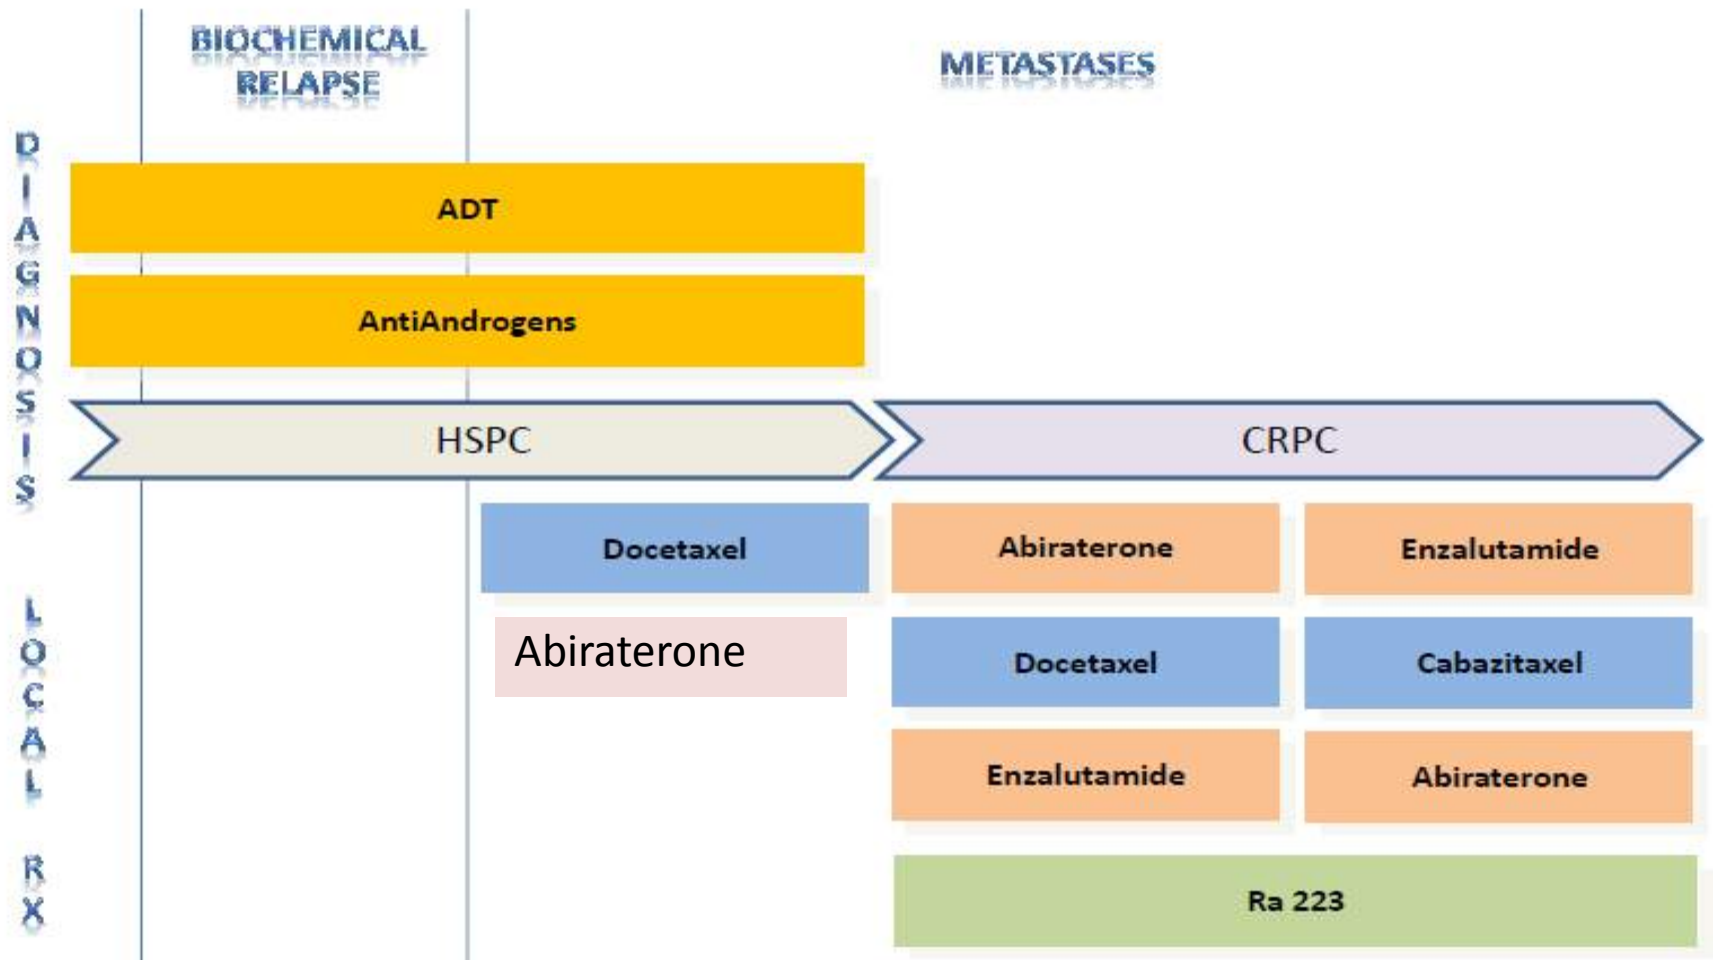 BIOCHEMICAL
RELAPSE
METASTASES
DIAGNOSIS LOCAL RX
ADT
AntiAndrogens
HSPC
CRPC
Docetaxel
Abiraterone
Enzalutamide
Abiraterone
Docetaxel
Cabazitaxel
Enzalutamide
Abiraterone
Ra 223